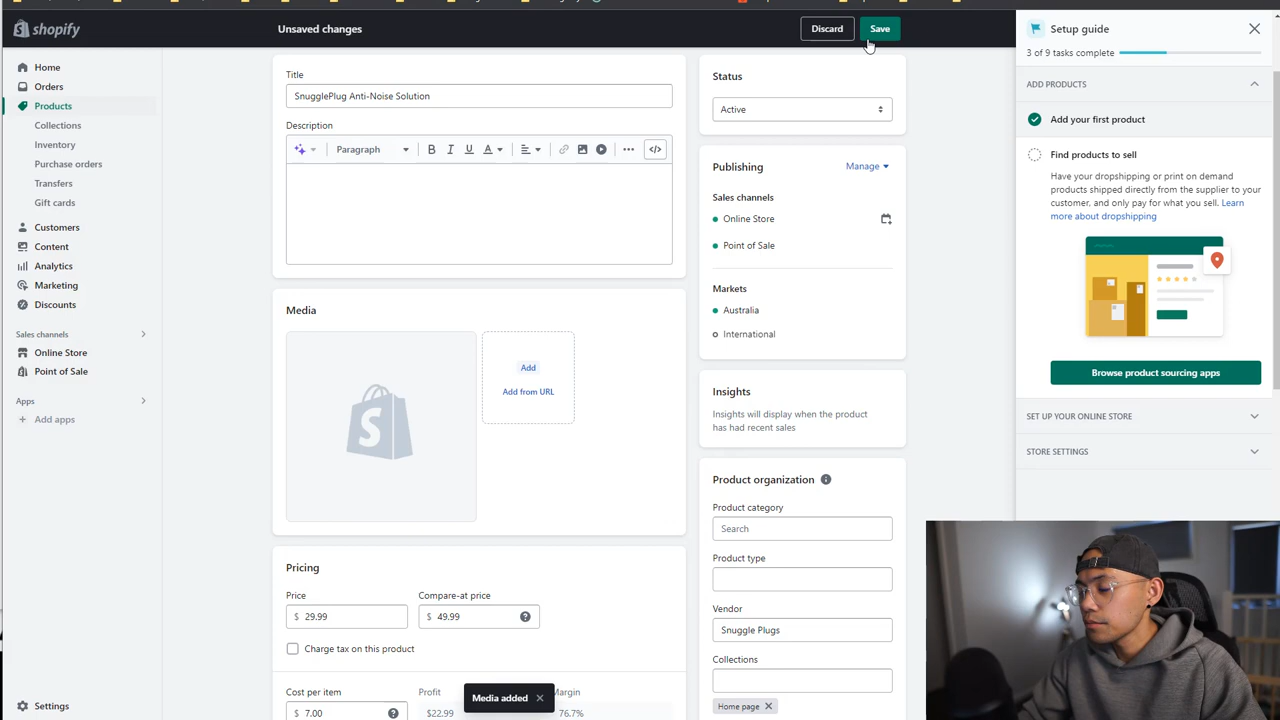 shopify
Unsaved changes
Discard
Save
Home
Orders
Products
Collections
Inventory
Purchase orders
Transfers
Gift cards
Customers
Content
Analytics
Marketing
Discounts
Sales channels
Online Store
Point of Sale
Apps
Add apps
Settings
Title
SnugglePlug Anti-Noise Solution
Description
Paragraph
B I U A
Media
Add
Add from URL
Pricing
Price
Compare-at price
$ 29.99
$ 49.99
Charge tax on this product
Cost per item
Profit
Margin
$ 7.00
$22.99
76.7%
Media added
Status
Active
Publishing
Manage
Sales channels
Online Store
Point of Sale
Markets
Australia
International
Insights
Insights will display when the product
has had recent sales
Product organization
Product category
Search
Product type
Vendor
Snuggle Plugs
Collections
Home page
Setup guide
3 of 9 tasks complete
ADD PRODUCTS
Add your first product
Find products to sell
Have your dropshipping or print on demand
products shipped directly from the supplier to your
customer, and only pay for what you sell. Learn
more about dropshipping
Browse product sourcing apps
SET UP YOUR ONLINE STORE
STORE SETTINGS